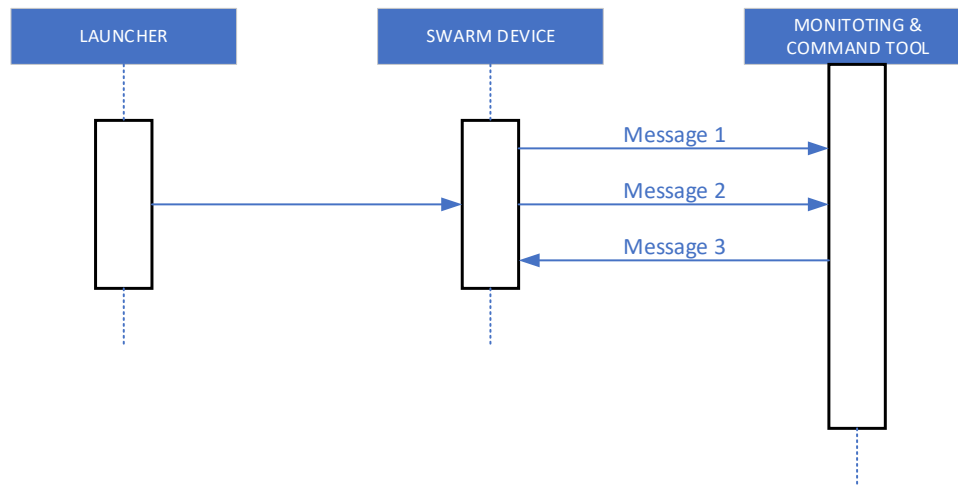 LAUNCHER
SWARM DEVICE
MONITOTING &
COMMAND TOOL
Message 1
Message 2
Message 3